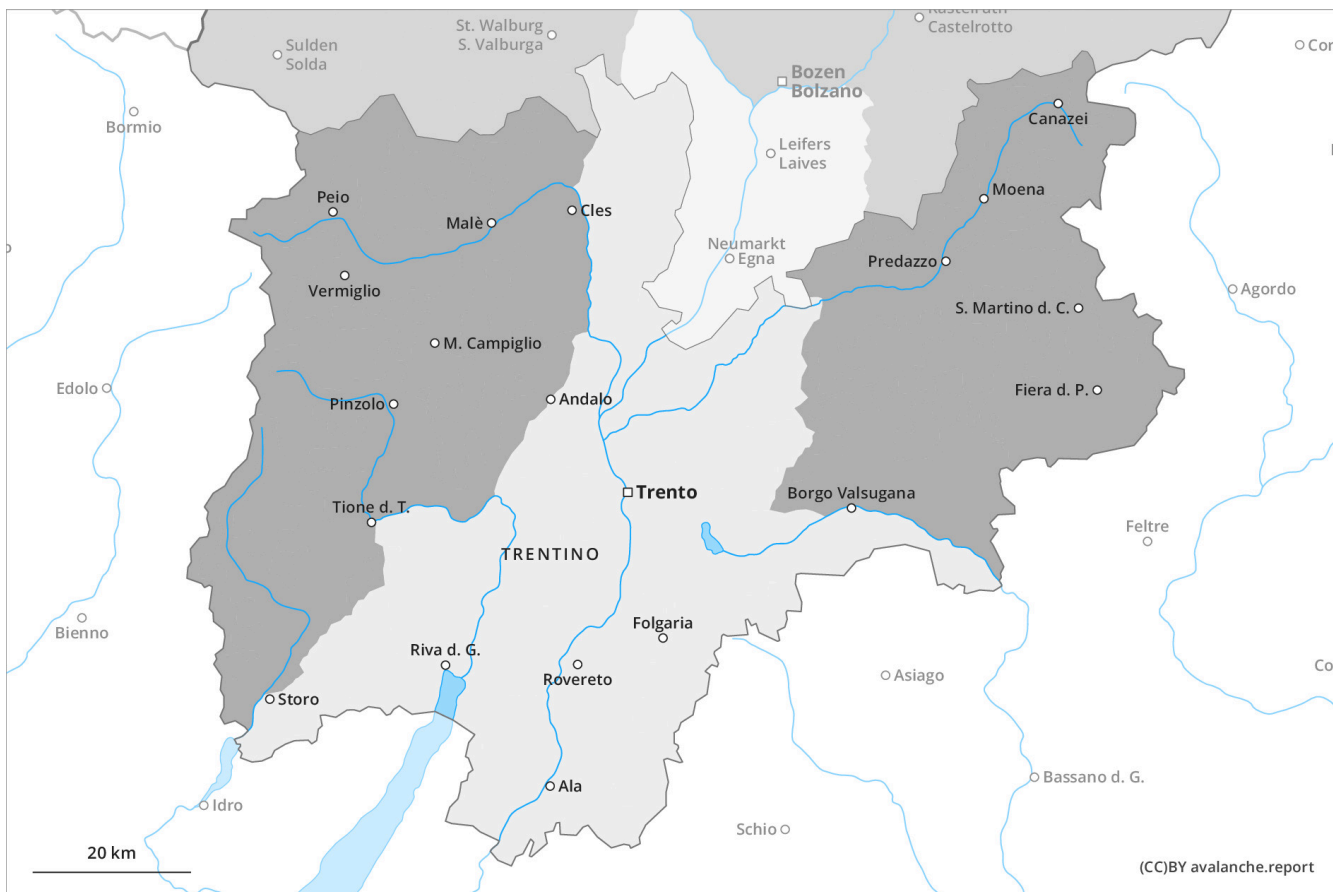 Kastelruth
Castelrotto
St. Walburg
S. Valburga
Sulden
Solda
Cor
Bozen
Bolzano
Bormio
Canazei
Leifers
Laives
Peio
Malè
Cles
Moena
Neumarkt
Egna
Predazzo
Vermiglio
Agordo
S. Martino d. C.
M. Campiglio
Edolo
Andalo
Fiera d. P.
Pinzolo
Trento
Borgo Valsugana
Tione d. T.
Feltre
TRENTINO
Bienno
Folgaria
Riva d. G.
Rovereto
Asiago
Co
Storo
Bassano d. G.
Ala
Idro
Schio
20 km
(CC)BY avalanche.report